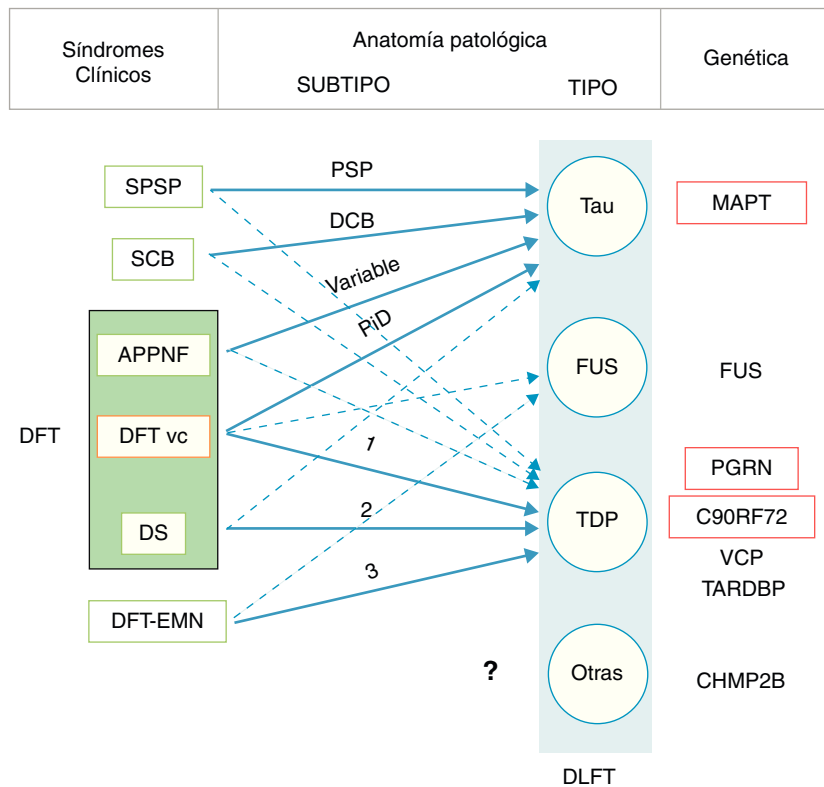 Síndromes
Clínicos
Anatomía patológica
SUBTIPO
TIPO
Genética
SPSP
PSP
Tau
MAPT
SCB
DCB
Variable
PiD
APPNF
FUS
FUS
DFT
DFT vc
1
PGRN
C90RF72
DS
2
TDP
VCP
TARDBP
DFT-EMN
3
?
Otras
CHMP2B
DLFT